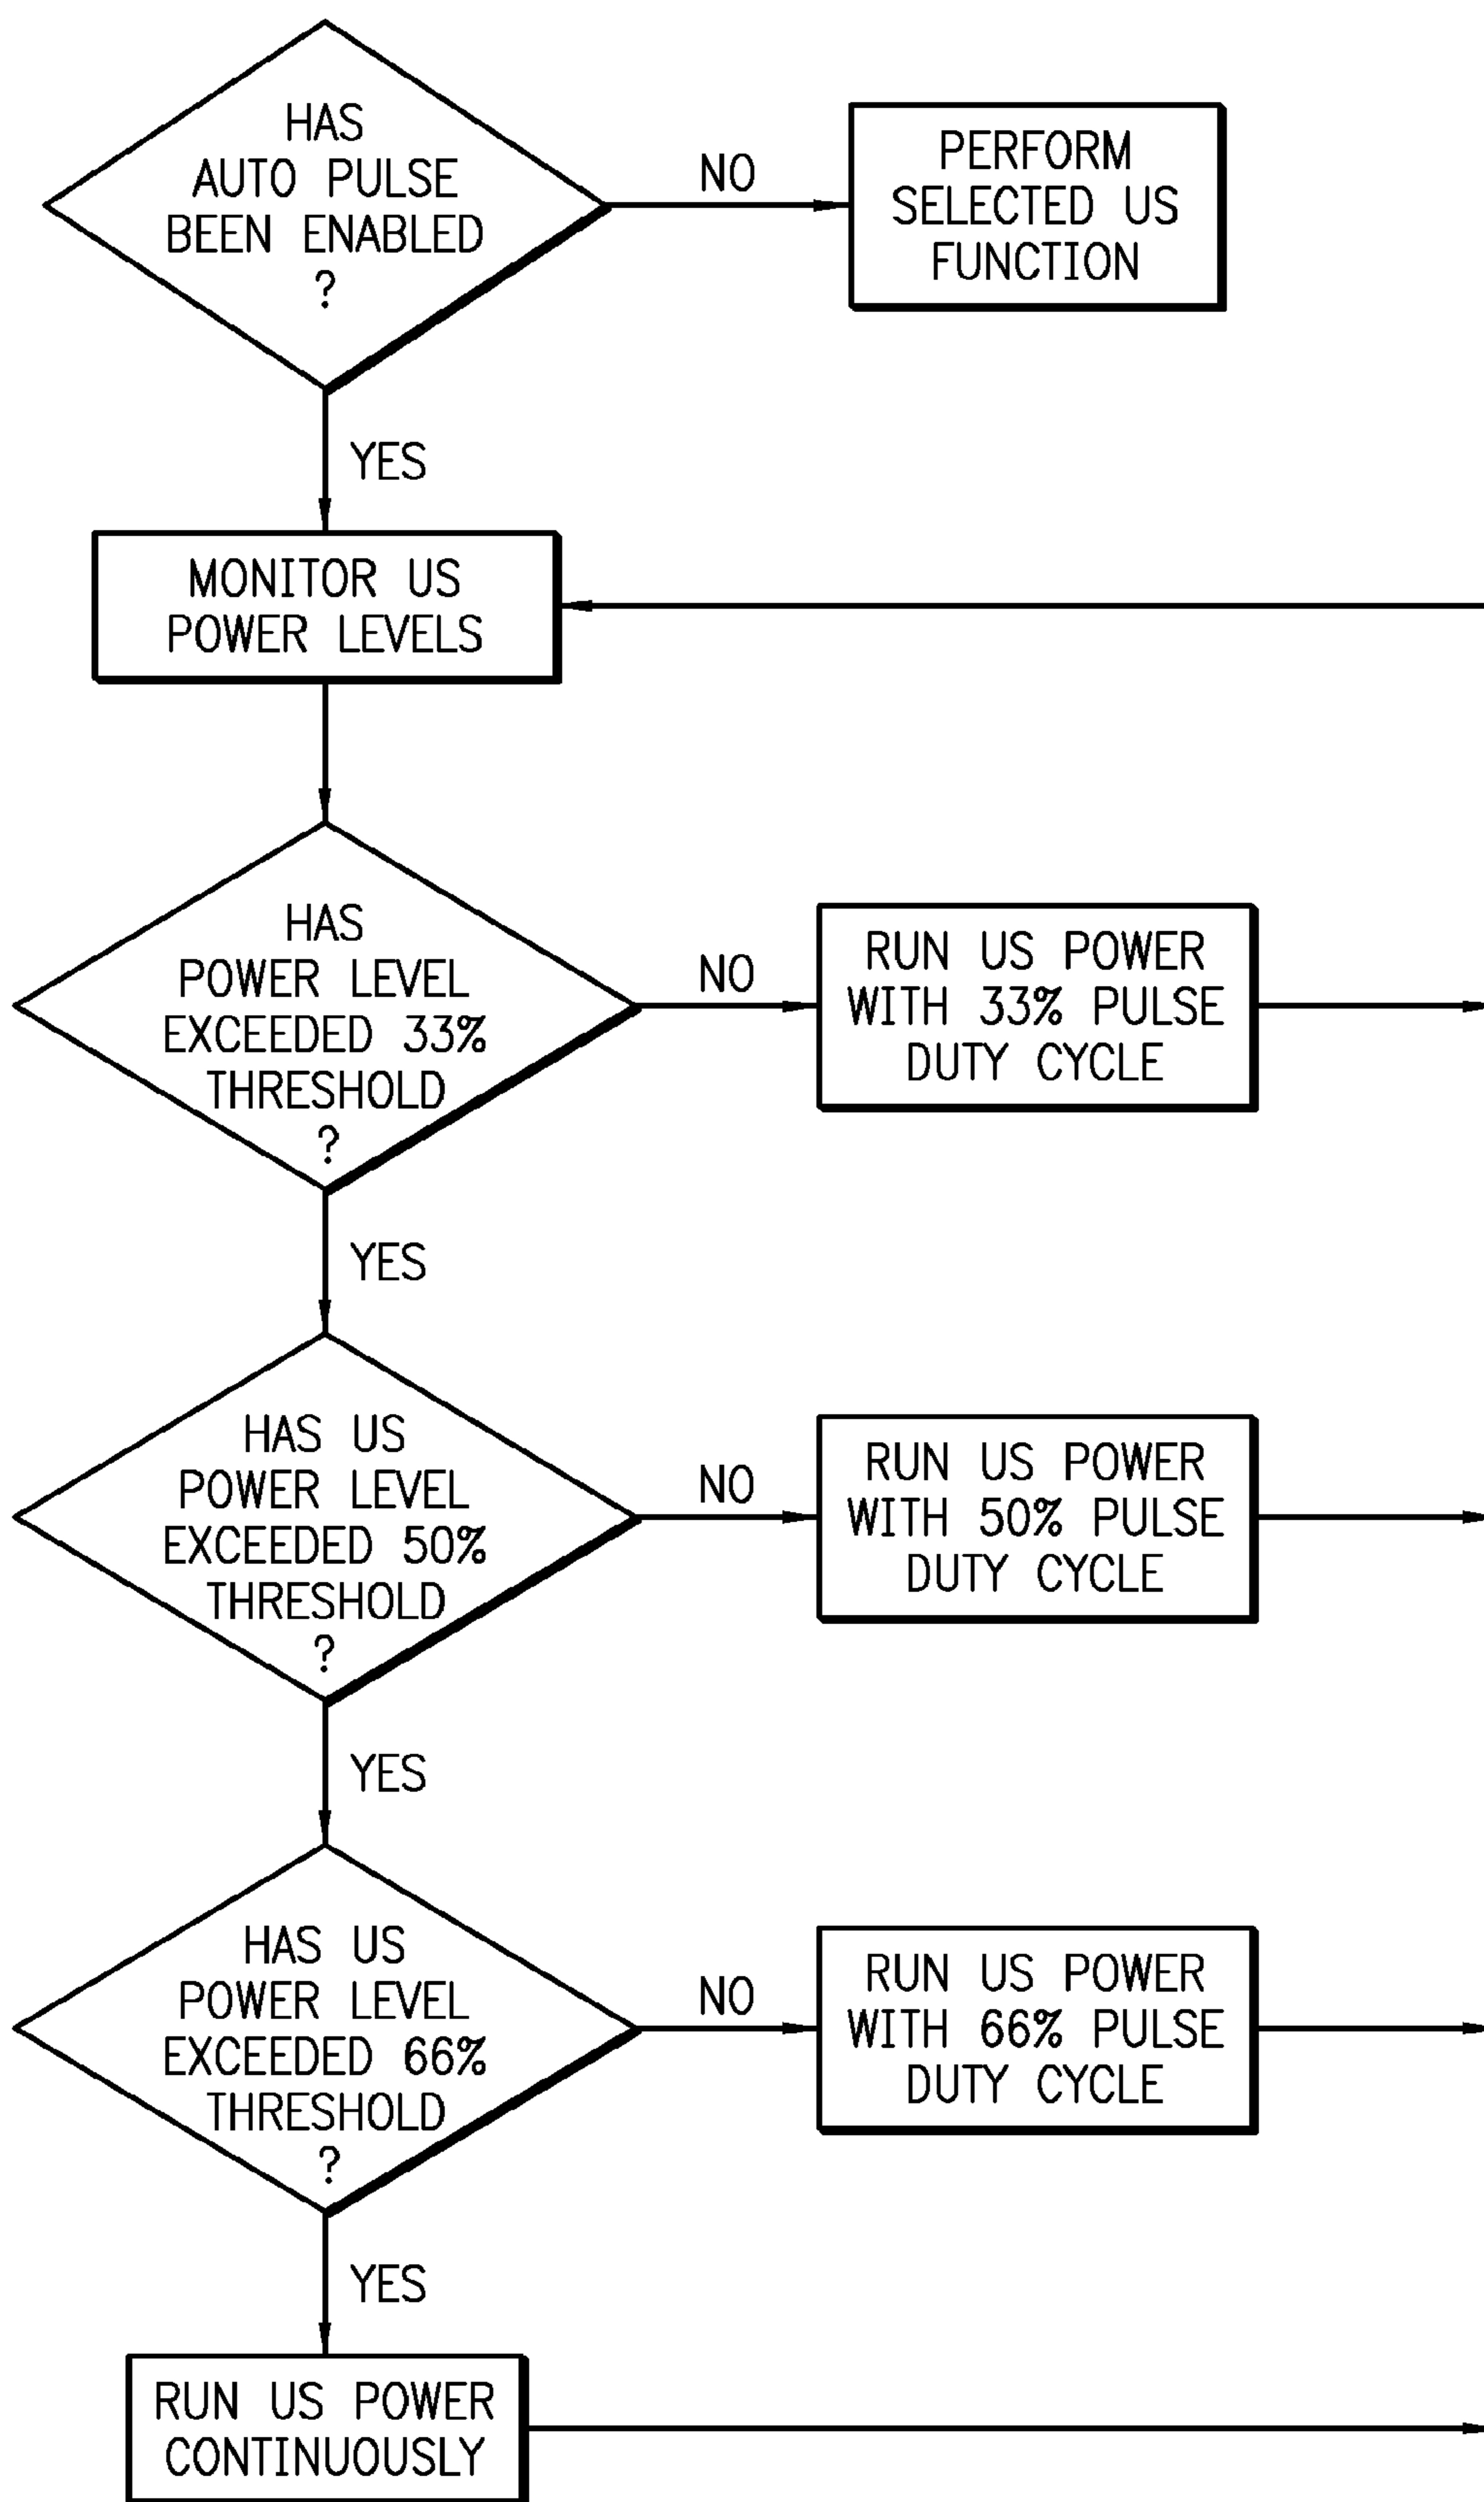 HAS
AUTO PULSE
BEEN ENABLED
?
NO
PERFORM
SELECTED US
FUNCTION
YES
MONITOR US
POWER LEVELS
HAS
POWER LEVEL
EXCEEDED 33%
THRESHOLD
?
NO
RUN US POWER
WITH 33% PULSE
DUTY CYCLE
YES
HAS US
POWER LEVEL
EXCEEDED 50%
THRESHOLD
?
NO
RUN US POWER
WITH 50% PULSE
DUTY CYCLE
YES
HAS US
POWER LEVEL
EXCEEDED 66%
THRESHOLD
?
NO
RUN US POWER
WITH 66% PULSE
DUTY CYCLE
YES
RUN US POWER
CONTINUOUSLY